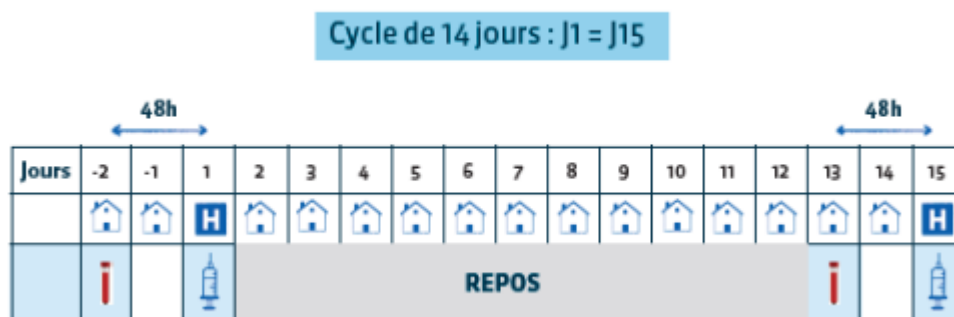 Cycle de 14 jours : J1 = J15
48h 48h
Jours -2 -1 1 2 3 4 5 6 7 8 9 10 11 12 13 14 15
H H
REPOS